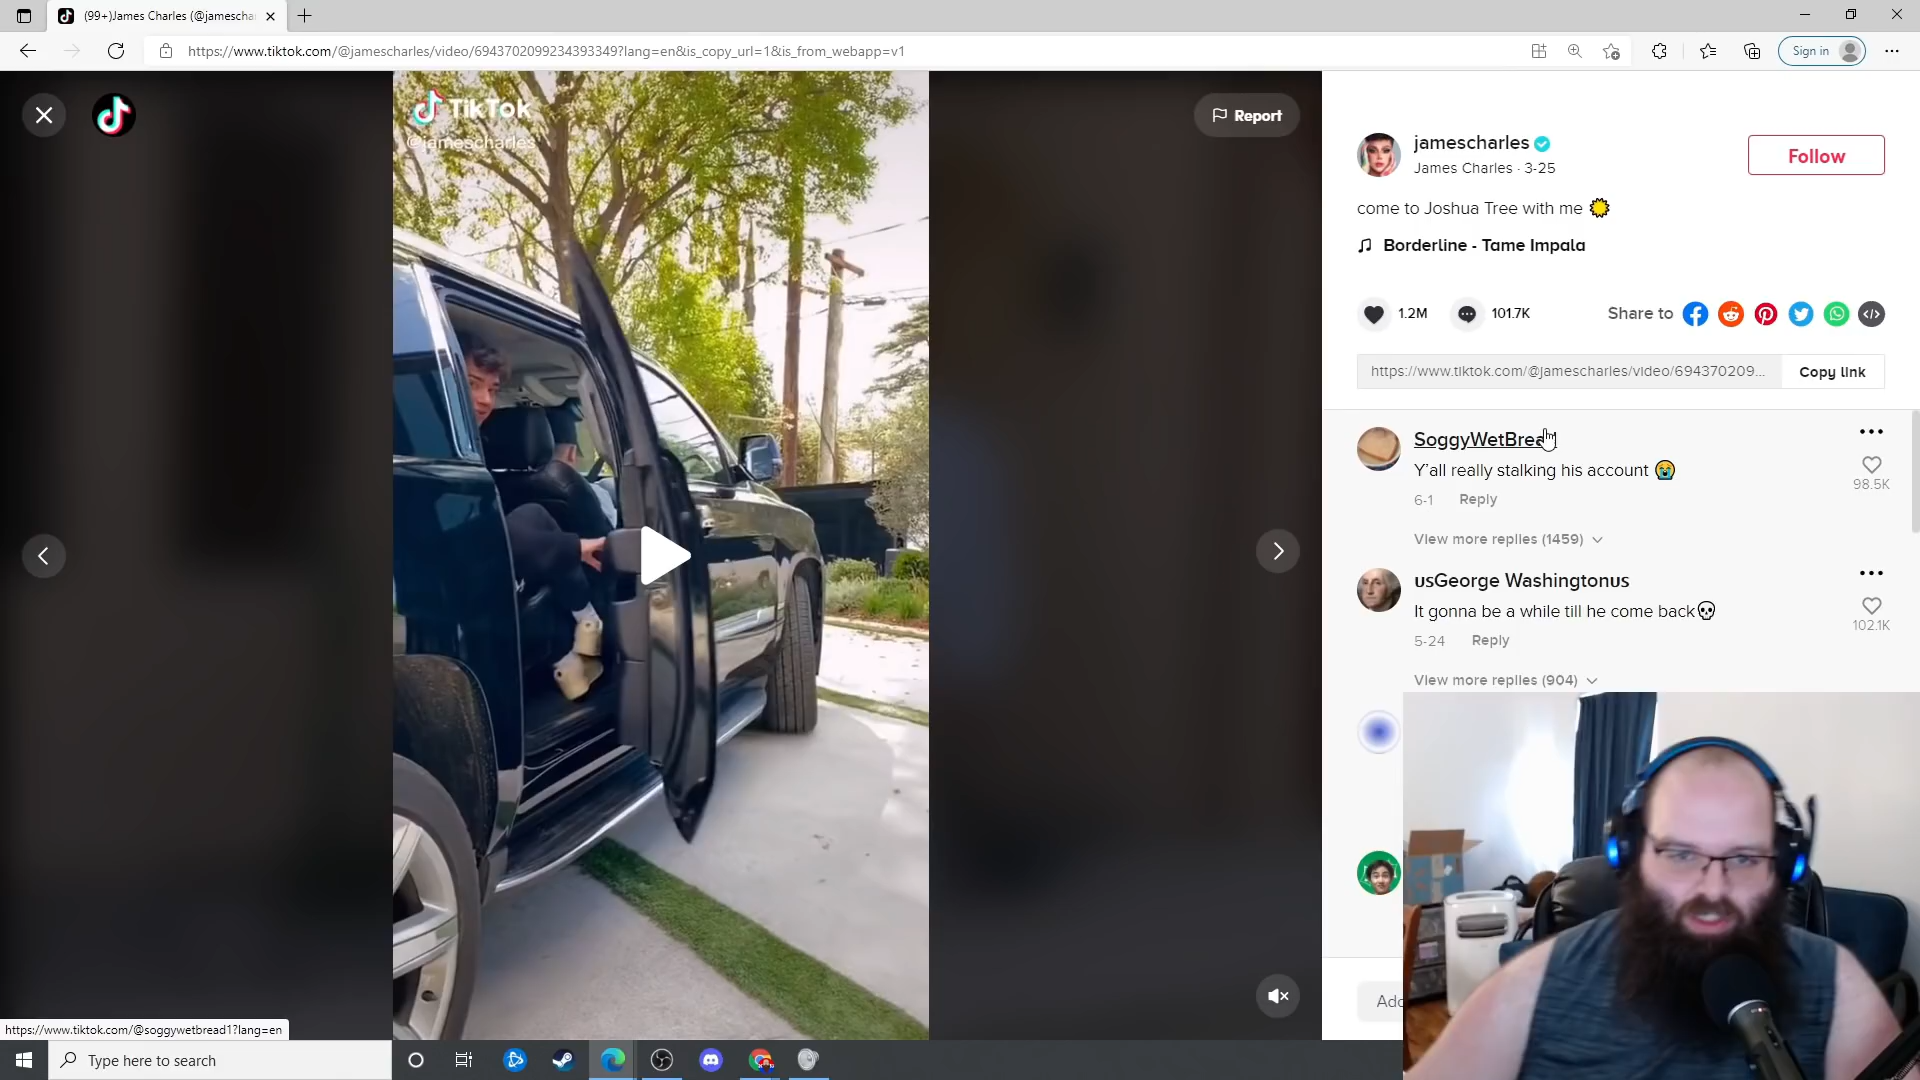 (99+)James Charles (@jamescha
https://www.tiktok.com/@jamescharles/video/6943702099234393349?lang=en&is_copy_url=1&is_from_webapp=v1
Sign in
TikTok
@jamescharles
Report
jamescharles
James Charles · 3-25
Follow
come to Joshua Tree with me
Borderline - Tame Impala
1.2M
101.7K
Share to
https://www.tiktok.com/@jamescharles/video/694370209...
Copy link
SoggyWetBread
Y'all really stalking his account 😭
98.5K
6-1 Reply
View more replies (1459)
ᴜsGeorge Washingtonᴜs
It gonna be a while till he come back💀
102.1K
5-24 Reply
View more replies (904)
Adc
https://www.tiktok.com/@soggywetbread1?lang=en
Type here to search